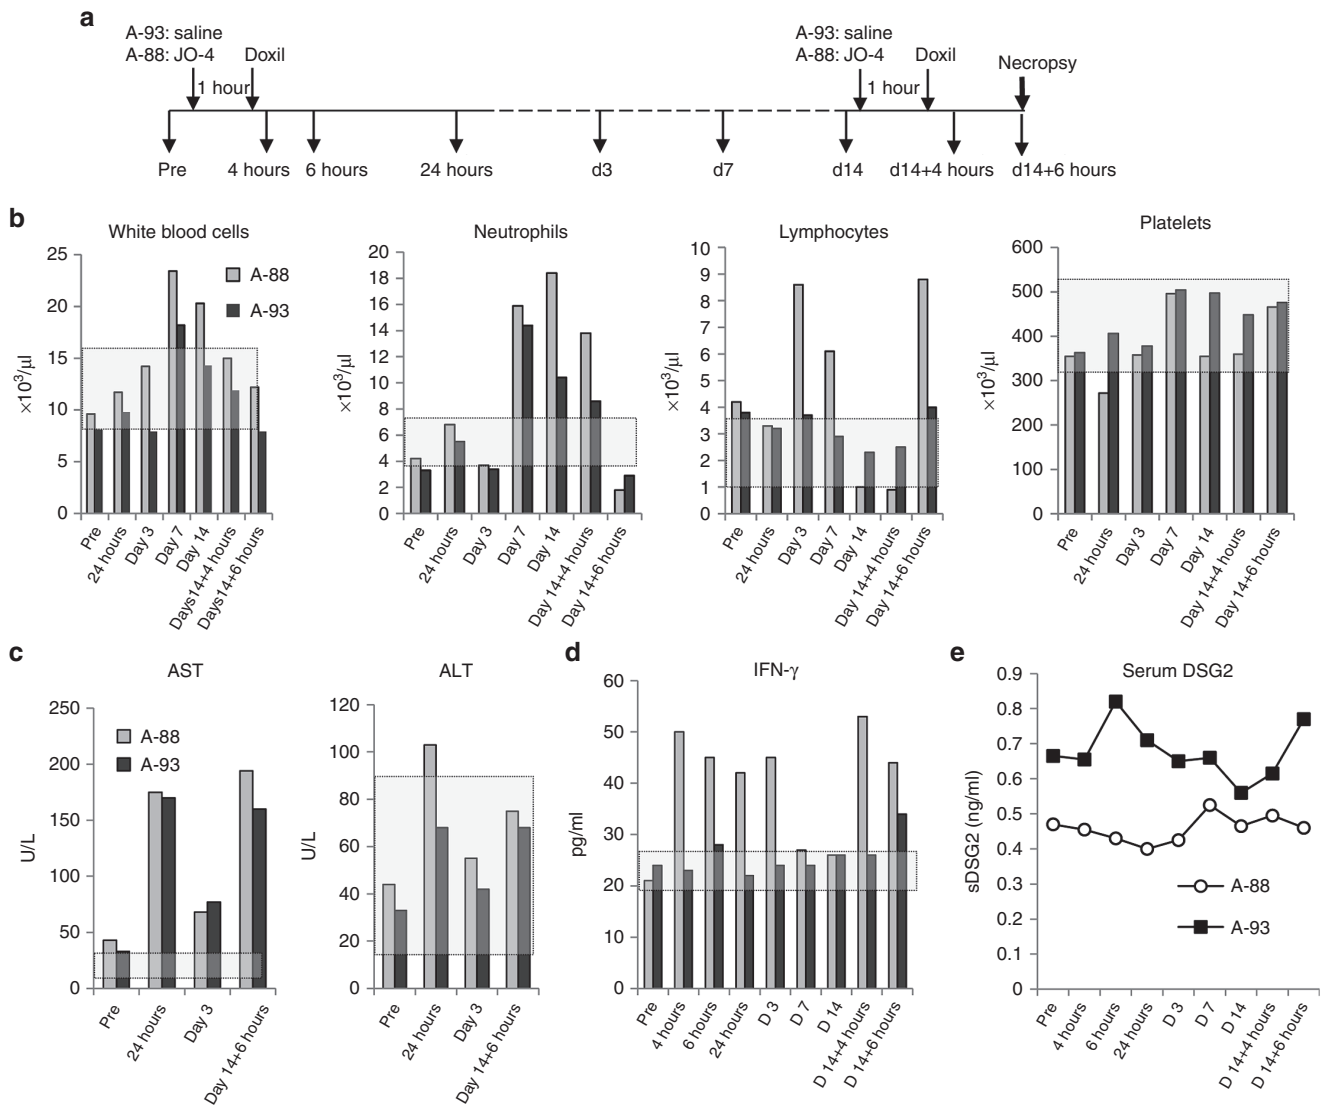 a
A-93: saline
A-88: JO-4 Doxil
1 hour
A-93: saline
A-88: JO-4 Doxil
1 hour
Necropsy
Pre 4 hours 6 hours 24 hours d3 d7 d14 d14+4 hours d14+6 hours
b
White blood cells
×10³/µl
25
20
15
10
5
0
A-88
A-93
Pre
24 hours
Day 3
Day 7
Day 14
Days14+4 hours
Days14+6 hours
Neutrophils
×10³/µl
20
18
16
14
12
10
8
6
4
2
0
Pre
24 hours
Day 3
Day 7
Day 14
Day 14+4 hours
Day 14+6 hours
Lymphocytes
×10³/µl
10
9
8
7
6
5
4
3
2
1
0
Pre
24 hours
Day 3
Day 7
Day 14
Day 14+4 hours
Day 14+6 hours
Platelets
×10³/µl
600
500
400
300
200
100
0
Pre
24 hours
Day 3
Day 7
Day 14
Day 14+4 hours
Day 14+6 hours
c
AST
U/L
250
200
150
100
50
0
A-88
A-93
Pre
24 hours
Day 3
Day 14+6 hours
ALT
U/L
120
100
80
60
40
20
0
Pre
24 hours
Day 3
Day 14+6 hours
d
IFN-γ
pg/ml
60
50
40
30
20
10
0
Pre
4 hours
6 hours
24 hours
D 3
D 7
D 14
D 14+4 hours
D 14+6 hours
e
Serum DSG2
sDSG2 (ng/ml)
0.9
0.8
0.7
0.6
0.5
0.4
0.3
0.2
0.1
0
A-88
A-93
Pre
4 hours
6 hours
24 hours
D 3
D 7
D 14
D 14+4 hours
D 14+6 hours